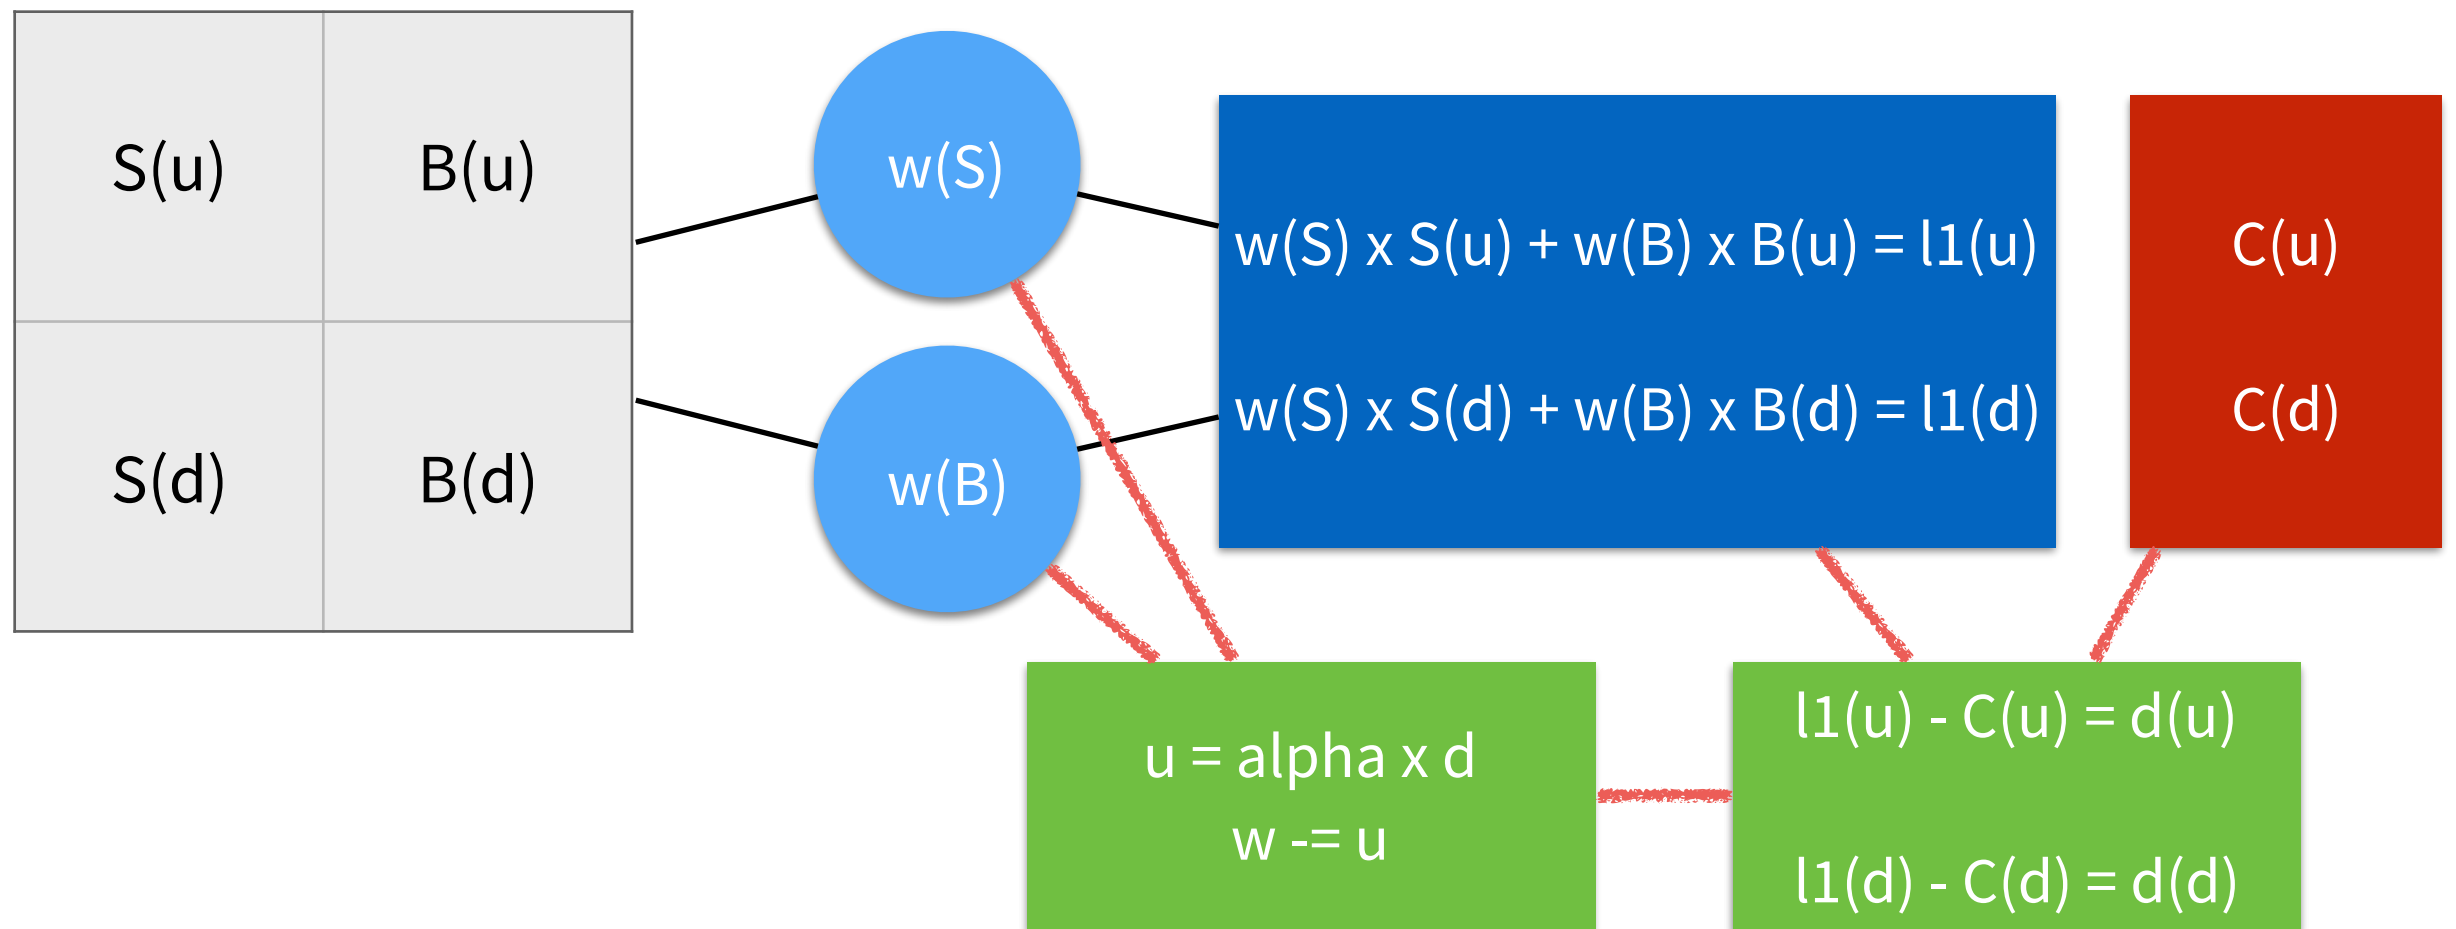 S(u) B(u)
S(d) B(d)
w(S)
w(B)
w(S) x S(u) + w(B) x B(u) = l1(u)
w(S) x S(d) + w(B) x B(d) = l1(d)
C(u)
C(d)
u = alpha x d
w -= u
l1(u) - C(u) = d(u)
l1(d) - C(d) = d(d)